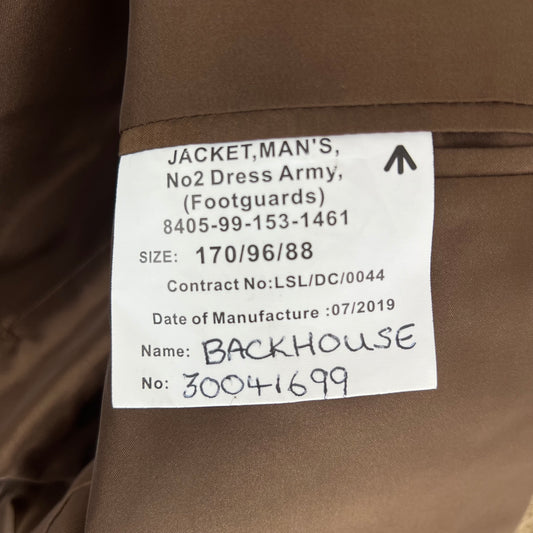 JACKET,MAN'S,
No2 Dress Army,
(Footguards)
8405-99-153-1461
SIZE: 170/96/88
Contract No:LSL/DC/0044
Date of Manufacture :07/2019
Name: BACKHOUSE
No: 30041699